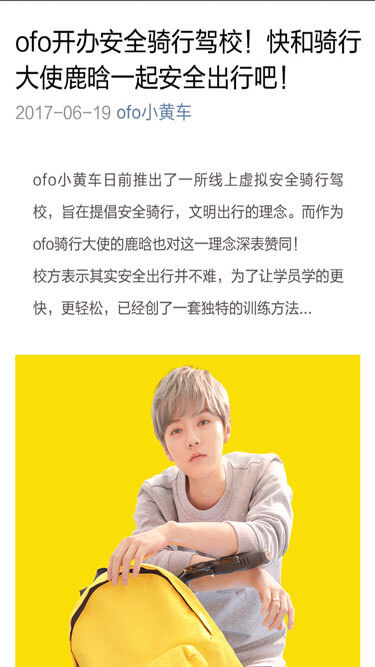 ofo开办安全骑行驾校！快和骑行
大使鹿晗一起安全出行吧！
2017-06-19 ofo小黄车
ofo小黄车日前推出了一所线上虚拟安全骑行驾
校，旨在提倡安全骑行，文明出行的理念。而作为
ofo骑行大使的鹿晗也对这一理念深表赞同！
校方表示其实安全出行并不难，为了让学员学的更
快，更轻松，已经创了一套独特的训练方法...